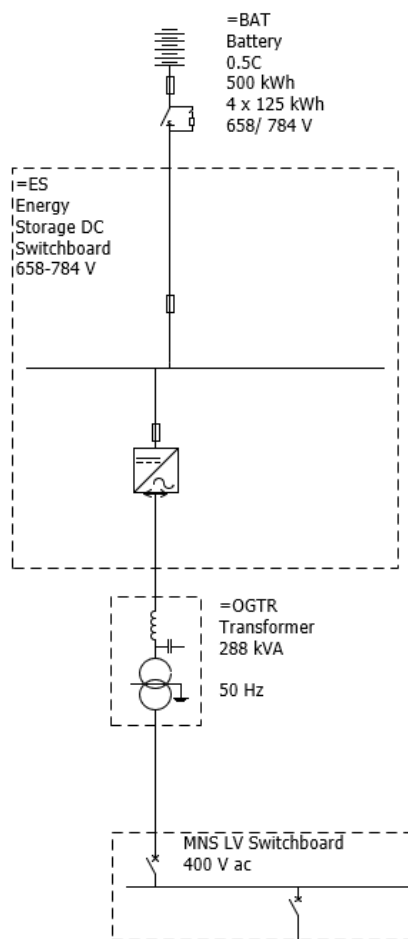 =BAT
Battery
0.5C
500 kWh
4 x 125 kWh
658/ 784 V
=ES
Energy
Storage DC
Switchboard
658-784 V
=OGTR
Transformer
288 kVA
50 Hz
MNS LV Switchboard
400 V ac